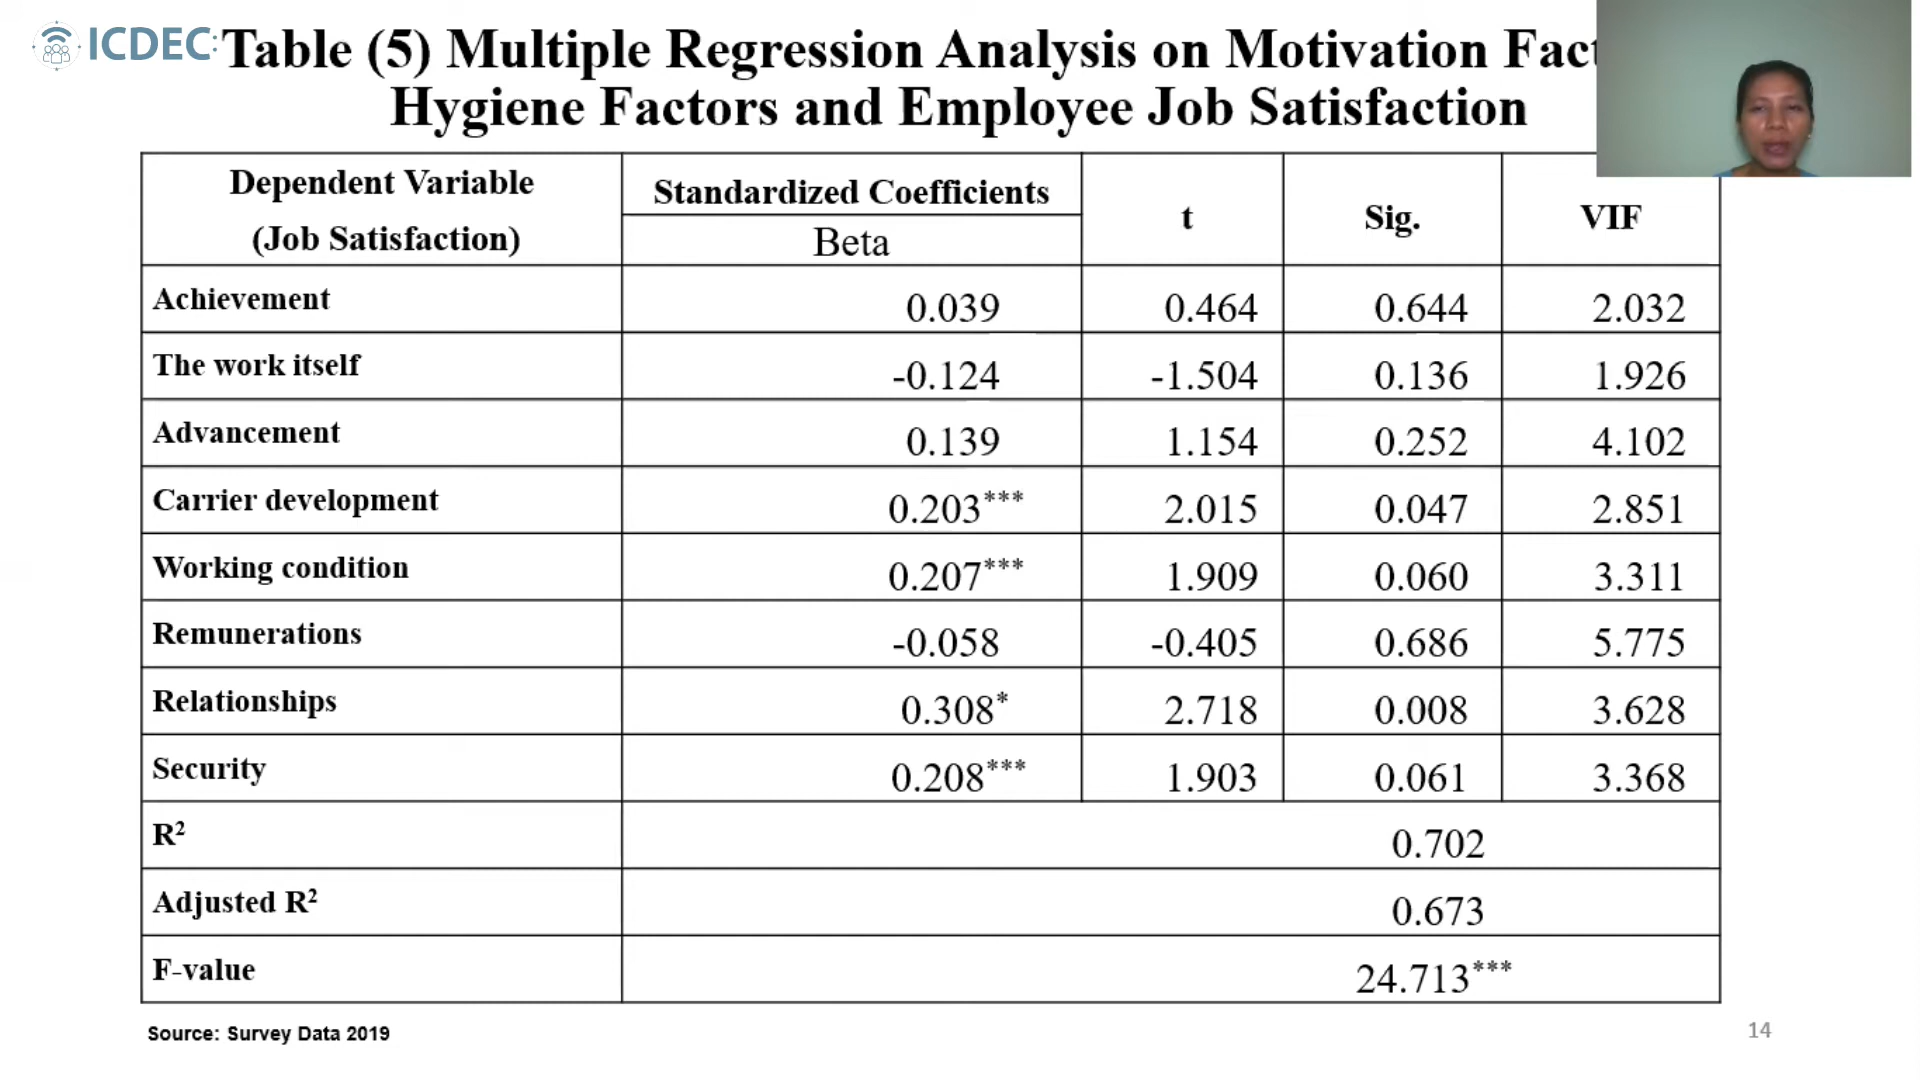 ICDEC
Table (5) Multiple Regression Analysis on Motivation
Hygiene Factors and Employee Job Satisfaction
Dependent Variable (Job Satisfaction) Standardized Coefficients Beta t Sig. VIF
Achievement 0.039 0.464 0.644 2.032
The work itself -0.124 -1.504 0.136 1.926
Advancement 0.139 1.154 0.252 4.102
Carrier development 0.203*** 2.015 0.047 2.851
Working condition 0.207*** 1.909 0.060 3.311
Remunerations -0.058 -0.405 0.686 5.775
Relationships 0.308* 2.718 0.008 3.628
Security 0.208*** 1.903 0.061 3.368
R² 0.702
Adjusted R² 0.673
F-value 24.713***
Source: Survey Data 2019
14